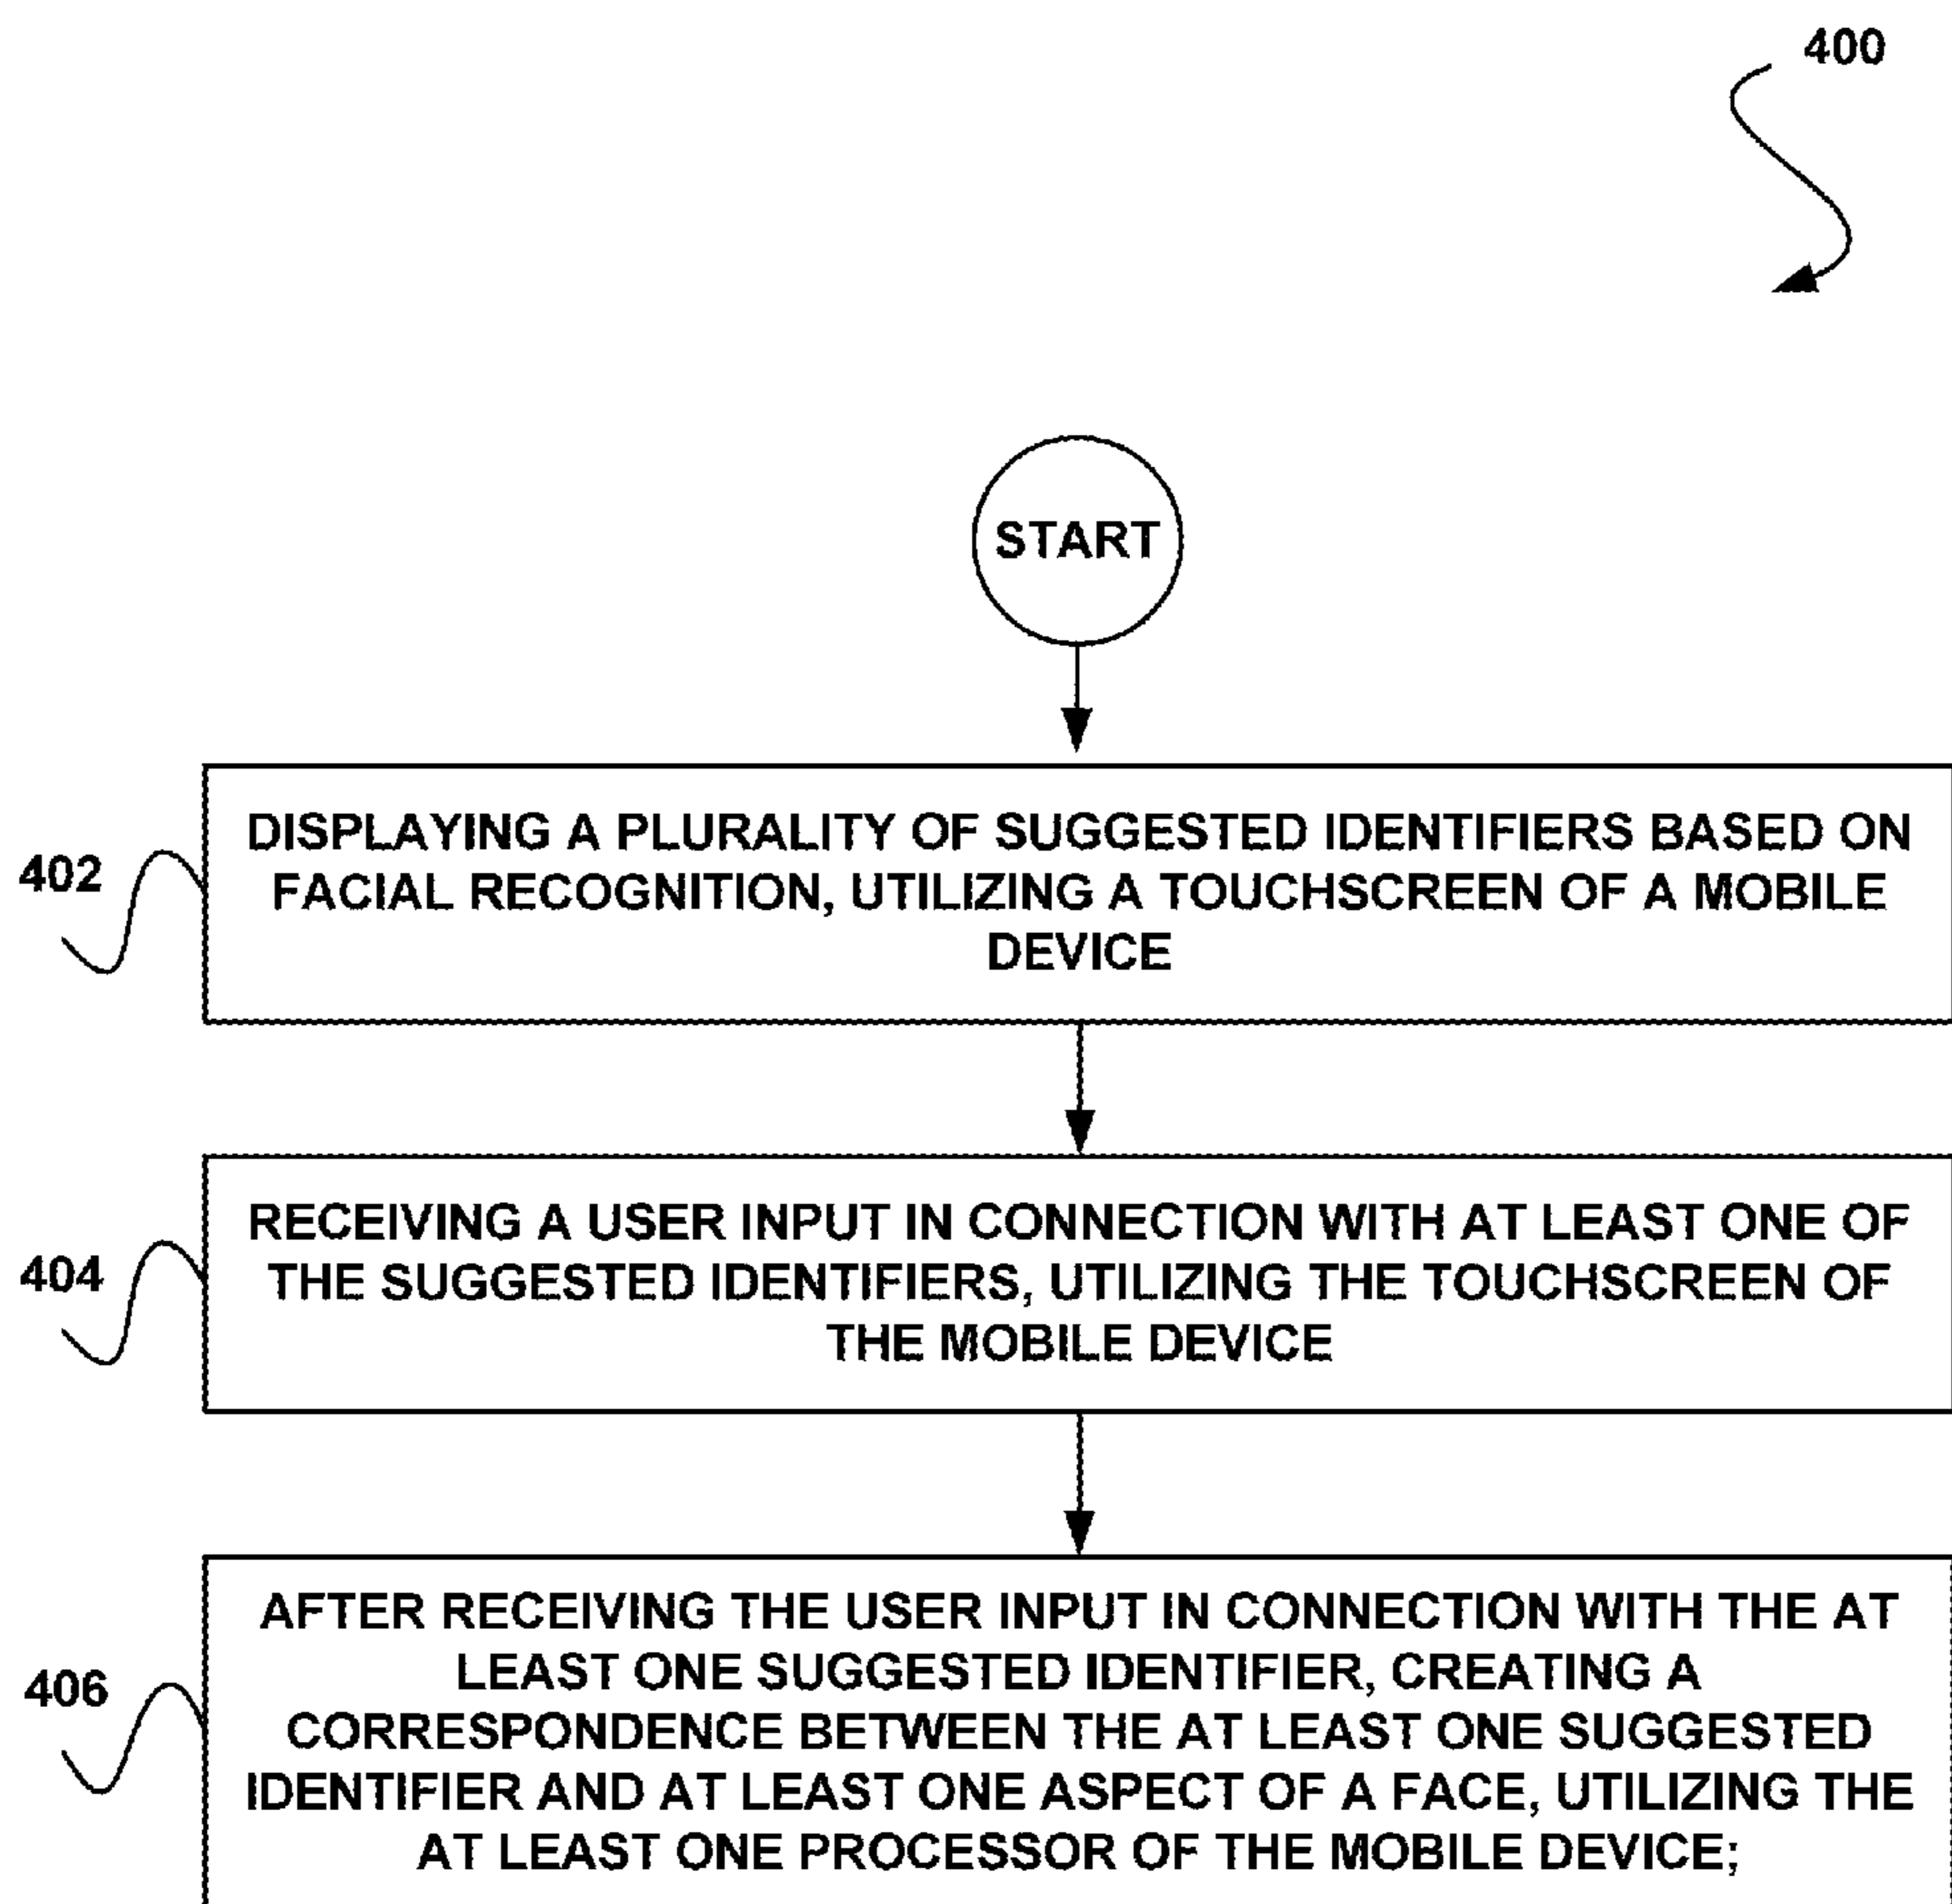 400
START
402
DISPLAYING A PLURALITY OF SUGGESTED IDENTIFIERS BASED ON
FACIAL RECOGNITION, UTILIZING A TOUCHSCREEN OF A MOBILE
DEVICE
404
RECEIVING A USER INPUT IN CONNECTION WITH AT LEAST ONE OF
THE SUGGESTED IDENTIFIERS, UTILIZING THE TOUCHSCREEN OF
THE MOBILE DEVICE
406
AFTER RECEIVING THE USER INPUT IN CONNECTION WITH THE AT
LEAST ONE SUGGESTED IDENTIFIER, CREATING A
CORRESPONDENCE BETWEEN THE AT LEAST ONE SUGGESTED
IDENTIFIER AND AT LEAST ONE ASPECT OF A FACE, UTILIZING THE
AT LEAST ONE PROCESSOR OF THE MOBILE DEVICE;